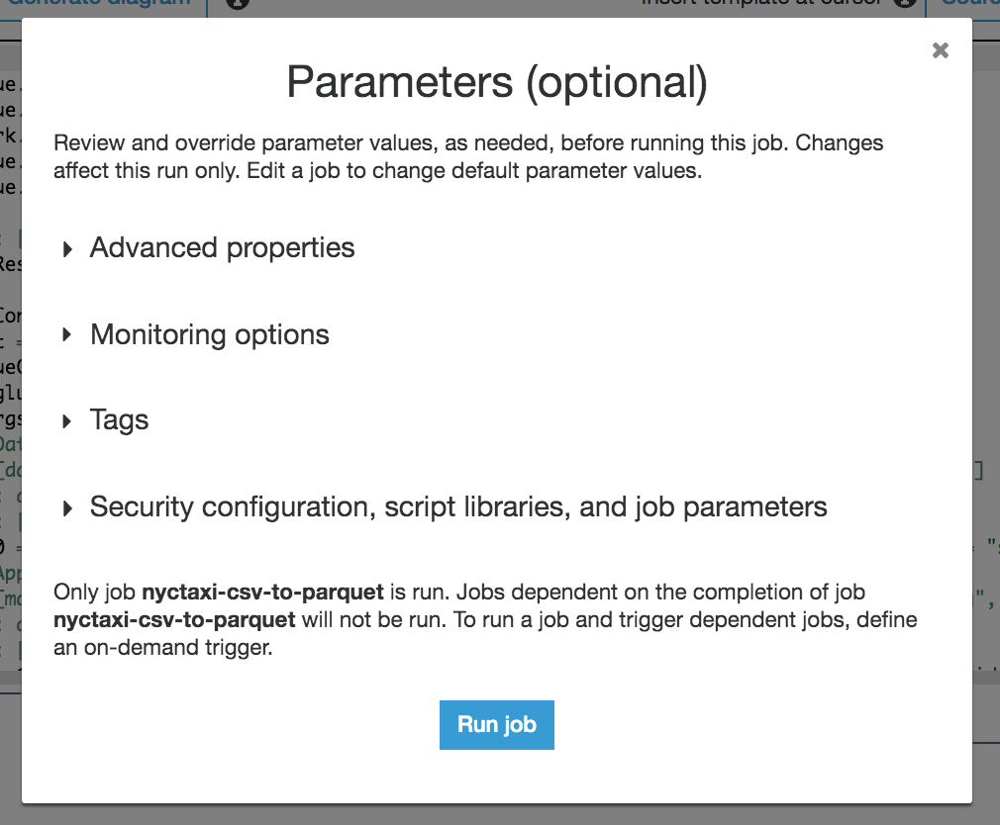 Generate diagram
Insert template at cursor
Parameters (optional)
Review and override parameter values, as needed, before running this job. Changes
affect this run only. Edit a job to change default parameter values.
Advanced properties
Monitoring options
Tags
Security configuration, script libraries, and job parameters
Only job nyctaxi-csv-to-parquet is run. Jobs dependent on the completion of job
nyctaxi-csv-to-parquet will not be run. To run a job and trigger dependent jobs, define
an on-demand trigger.
Run job